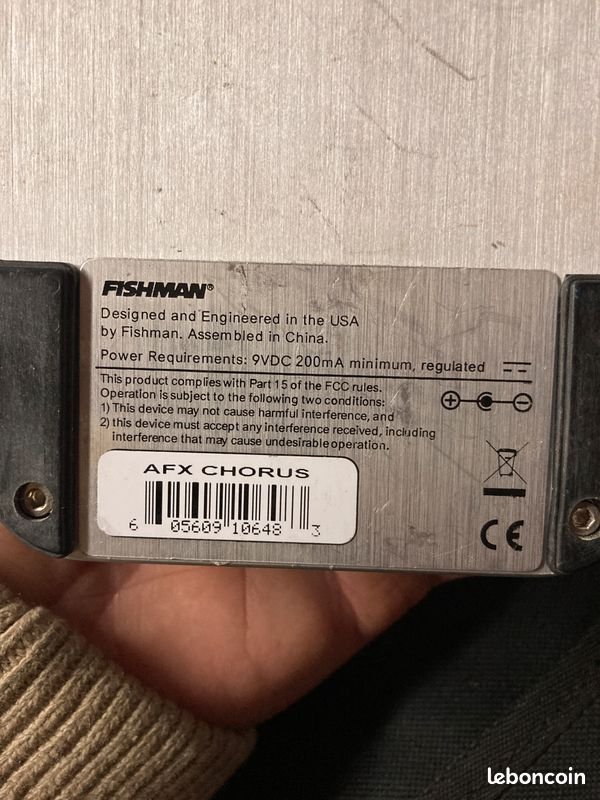 FISHMAN®
Designed and Engineered in the USA
by Fishman. Assembled in China.
Power Requirements: 9VDC 200mA minimum, regulated
This product complies with Part 15 of the FCC rules.
Operation is subject to the following two conditions:
1) This device may not cause harmful interference, and
2) this device must accept any interference received, including
interference that may cause undesirable operation.
AFX CHORUS
6 05609 10648 3
CE
leboncoin